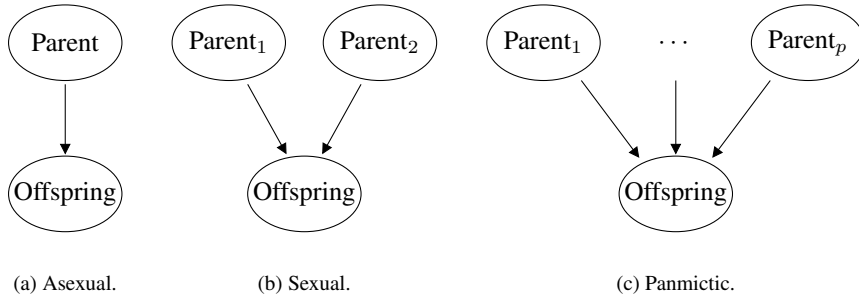 Parent Parent₁ Parent₂ Parent₁ ··· Parentₚ
Offspring Offspring Offspring
(a) Asexual. (b) Sexual. (c) Panmictic.